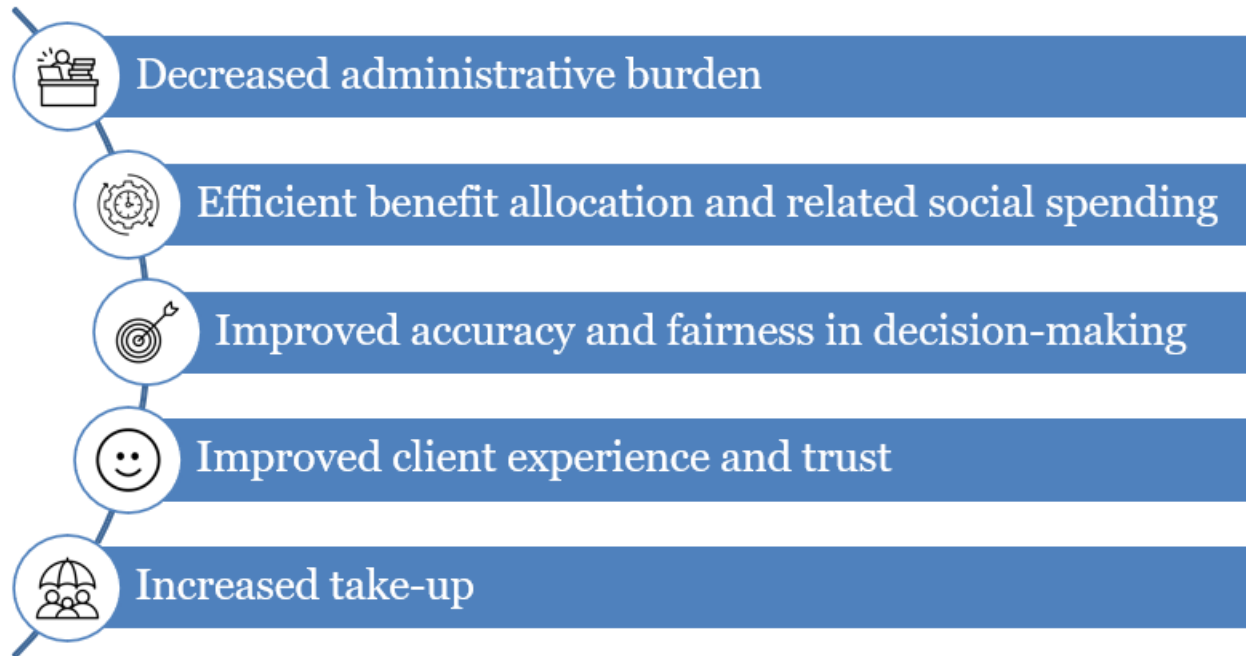 Decreased administrative burden
Efficient benefit allocation and related social spending
Improved accuracy and fairness in decision-making
Improved client experience and trust
Increased take-up